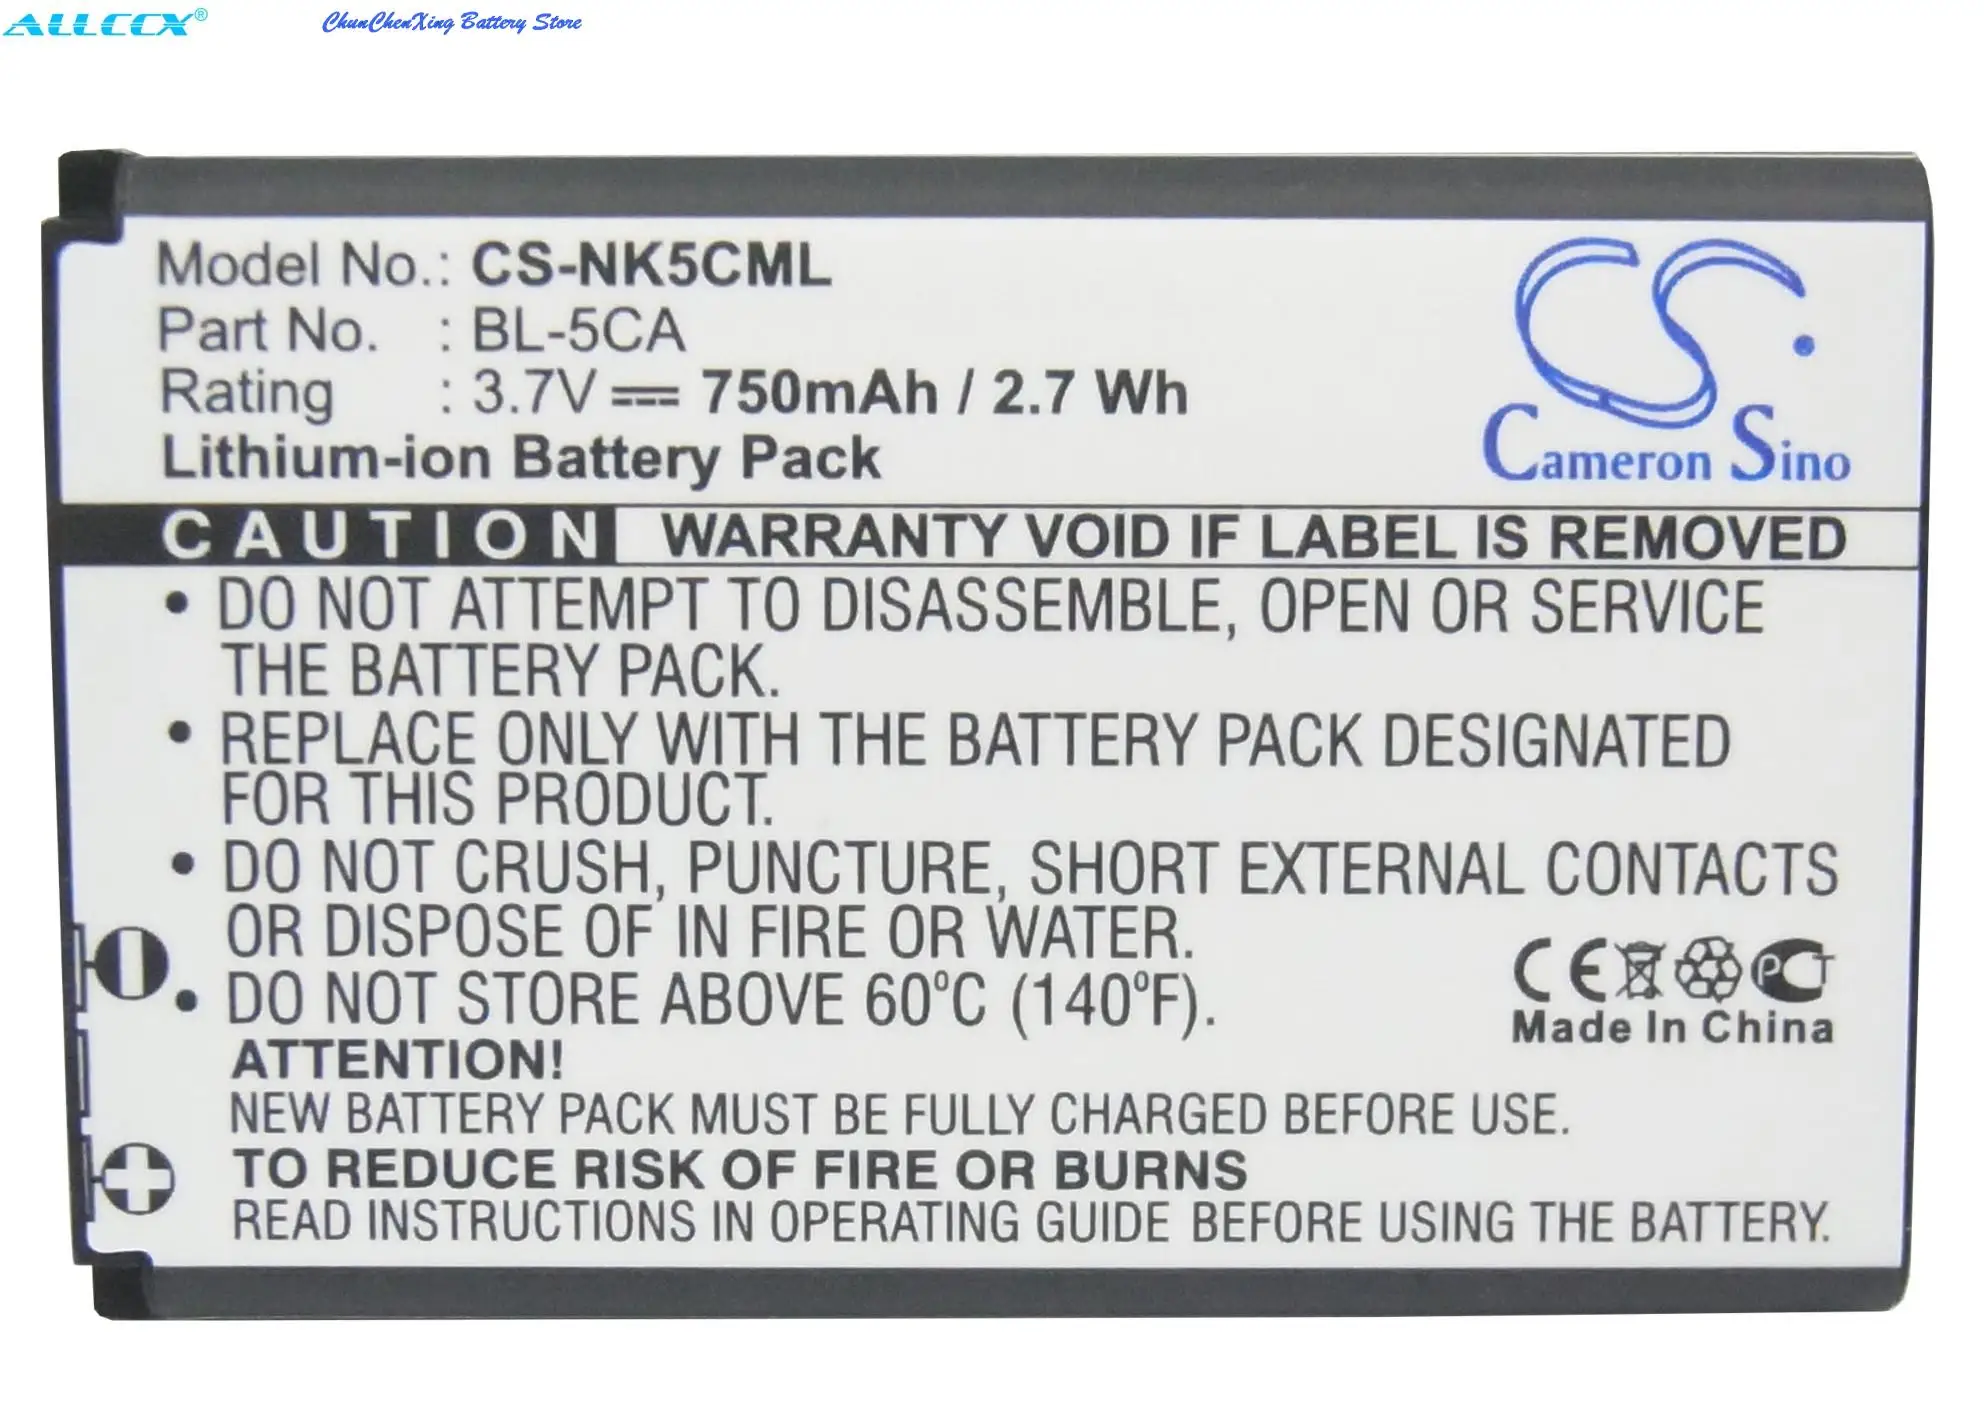 ALLCCX®
ChunChenXing Battery Store
Model No.: CS-NK5CML
Part No. : BL-5CA
Rating : 3.7V 750mAh / 2.7 Wh
Lithium-ion Battery Pack
CS
Cameron Sino
CAUTION WARRANTY VOID IF LABEL IS REMOVED
• DO NOT ATTEMPT TO DISASSEMBLE, OPEN OR SERVICE
THE BATTERY PACK.
• REPLACE ONLY WITH THE BATTERY PACK DESIGNATED
FOR THIS PRODUCT.
• DO NOT CRUSH, PUNCTURE, SHORT EXTERNAL CONTACTS
OR DISPOSE OF IN FIRE OR WATER.
• DO NOT STORE ABOVE 60°C (140°F).
CE PCT
Made In China
ATTENTION!
NEW BATTERY PACK MUST BE FULLY CHARGED BEFORE USE.
TO REDUCE RISK OF FIRE OR BURNS
READ INSTRUCTIONS IN OPERATING GUIDE BEFORE USING THE BATTERY.